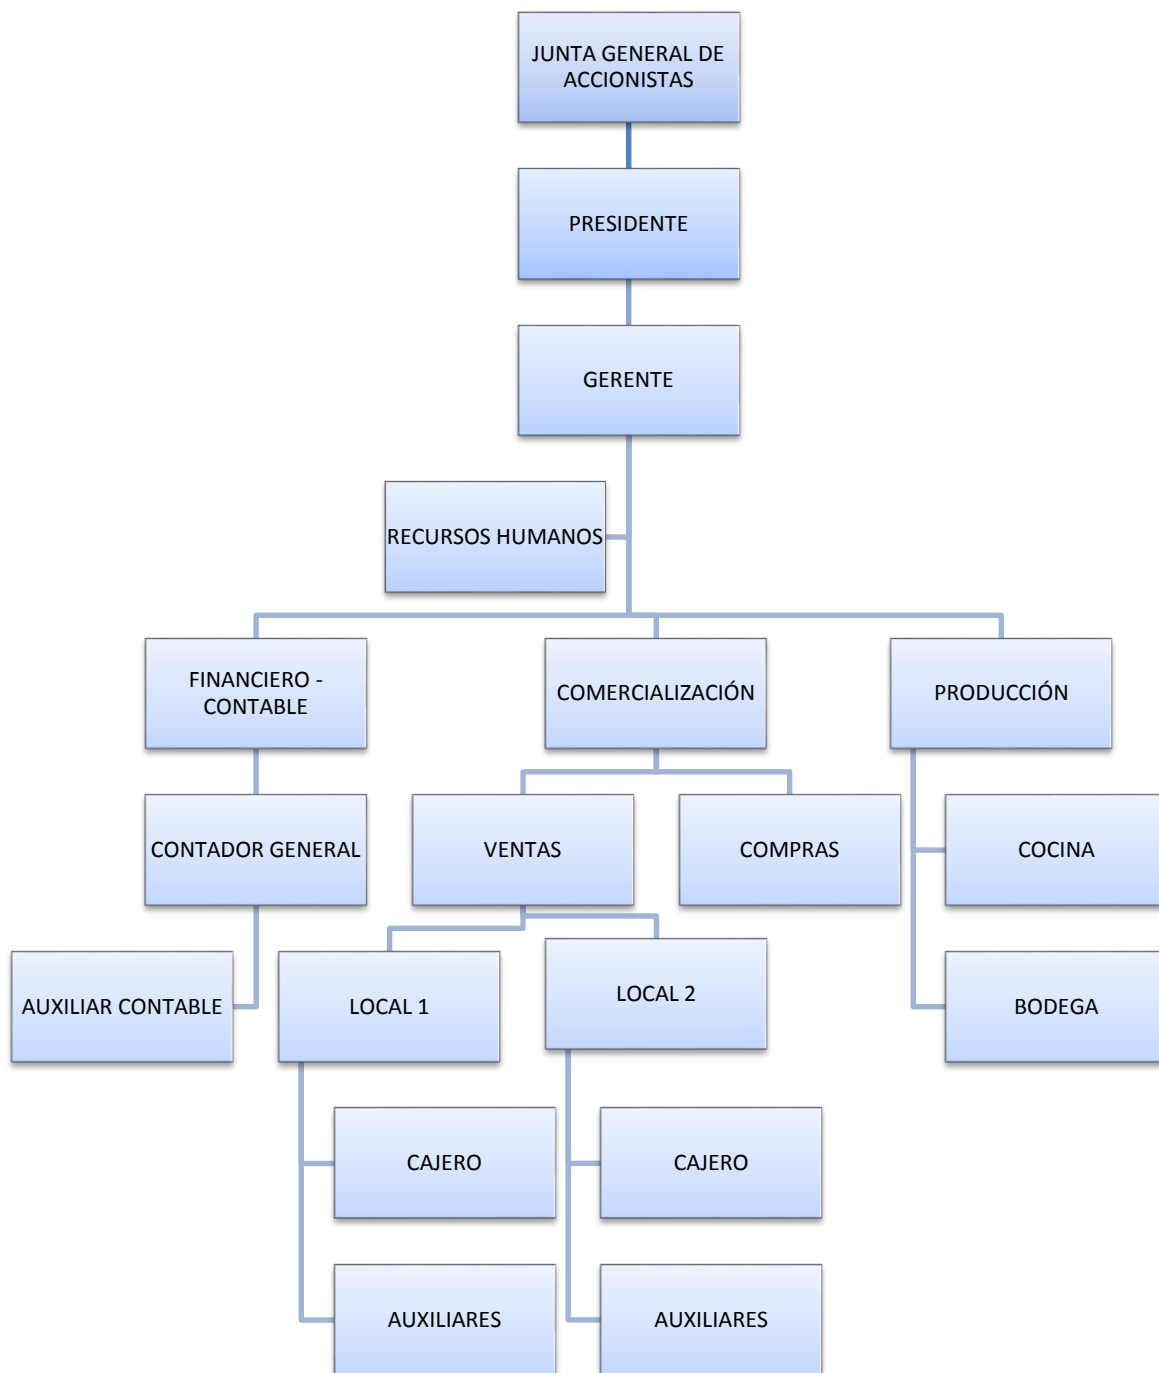 JUNTA GENERAL DE
ACCIONISTAS
PRESIDENTE
GERENTE
RECURSOS HUMANOS
FINANCIERO -
CONTABLE
COMERCIALIZACIÓN
PRODUCCIÓN
CONTADOR GENERAL
VENTAS
COMPRAS
COCINA
AUXILIAR CONTABLE
LOCAL 1
LOCAL 2
BODEGA
CAJERO
CAJERO
AUXILIARES
AUXILIARES